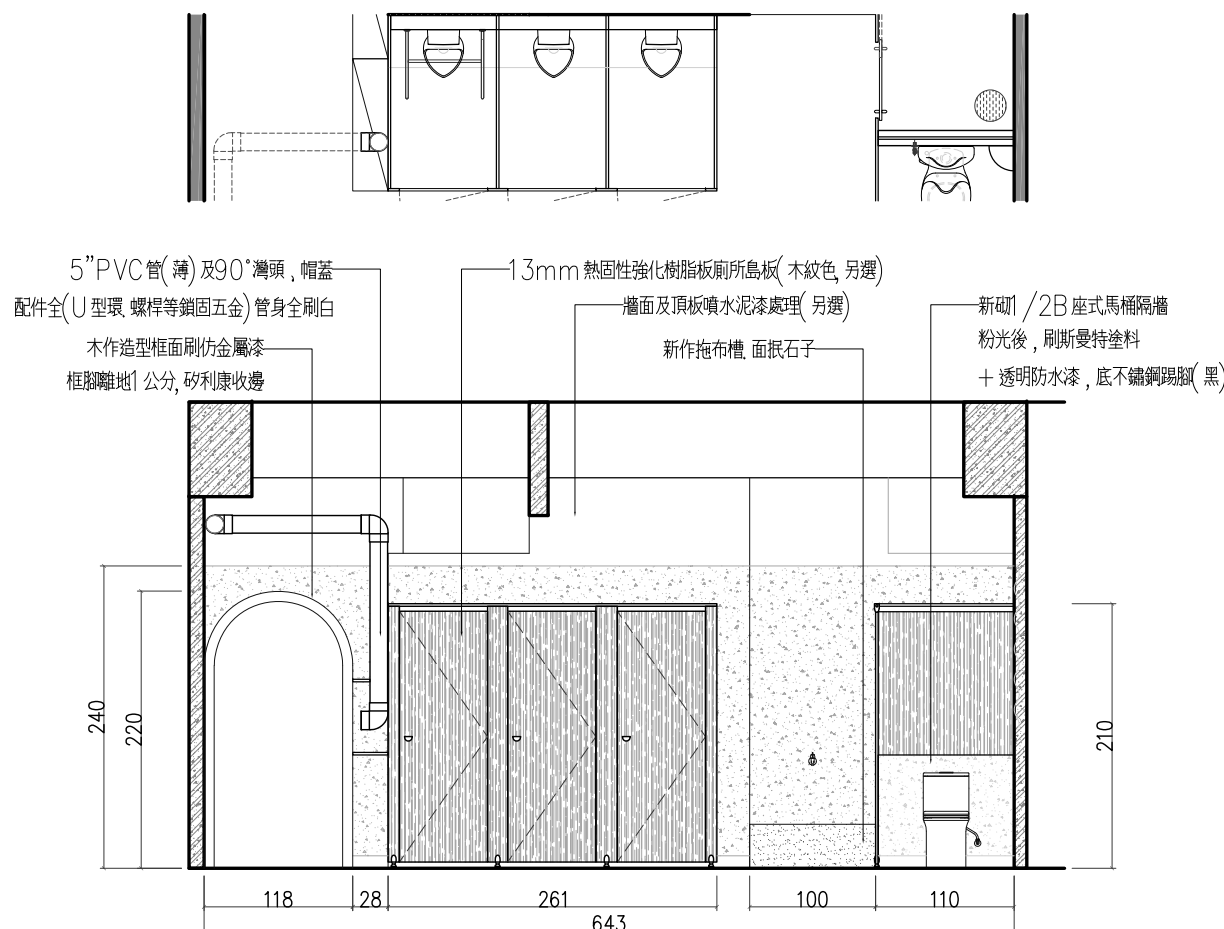 5”PVC管(薄)及90°灣頭,帽蓋
配件全(U型環,螺桿等鎖固五金)管身全刷白
木作造型框面刷仿金屬漆
框腳離地1公分,矽利康收邊
13mm熱固性強化樹脂板廁所島板(木紋色,另選)
牆面及頂板噴水泥漆處理(另選)
新作拖布槽,面抿石子
新砌1/2B座式馬桶隔牆
粉光後,刷斯曼特塗料
+透明防水漆,底不鏽鋼踢腳(黑)
240
220
210
118
28
261
100
110
643